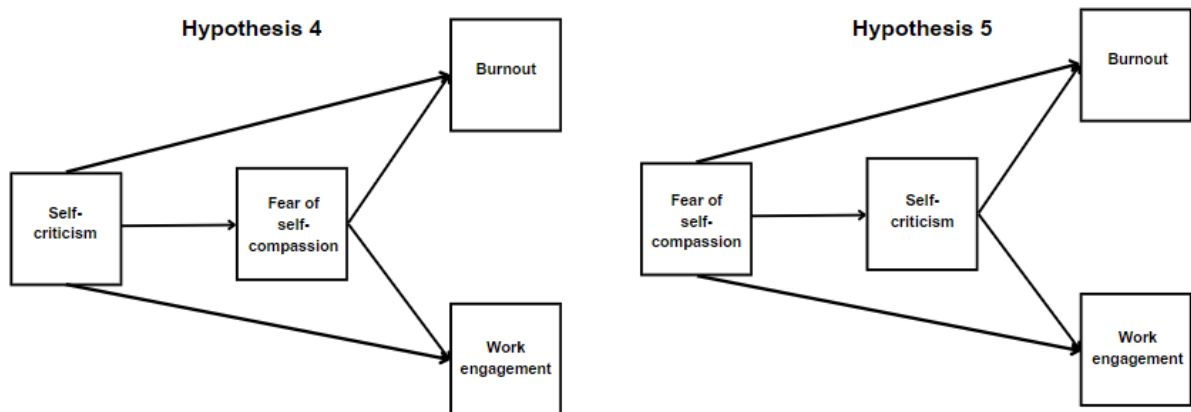 Hypothesis 4
Burnout
Self-
criticism
Fear of
self-
compassion
Work
engagement
Hypothesis 5
Burnout
Fear of
self-
compassion
Self-
criticism
Work
engagement